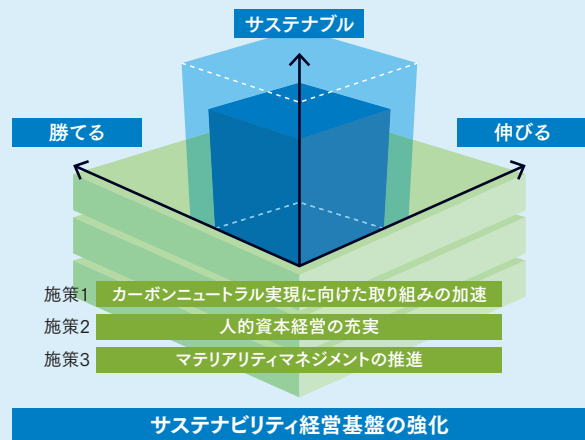 サステナブル
勝てる
伸びる
施策1 カーボンニュートラル実現に向けた取り組みの加速
施策2 人的資本経営の充実
施策3 マテリアリティマネジメントの推進
サステナビリティ経営基盤の強化